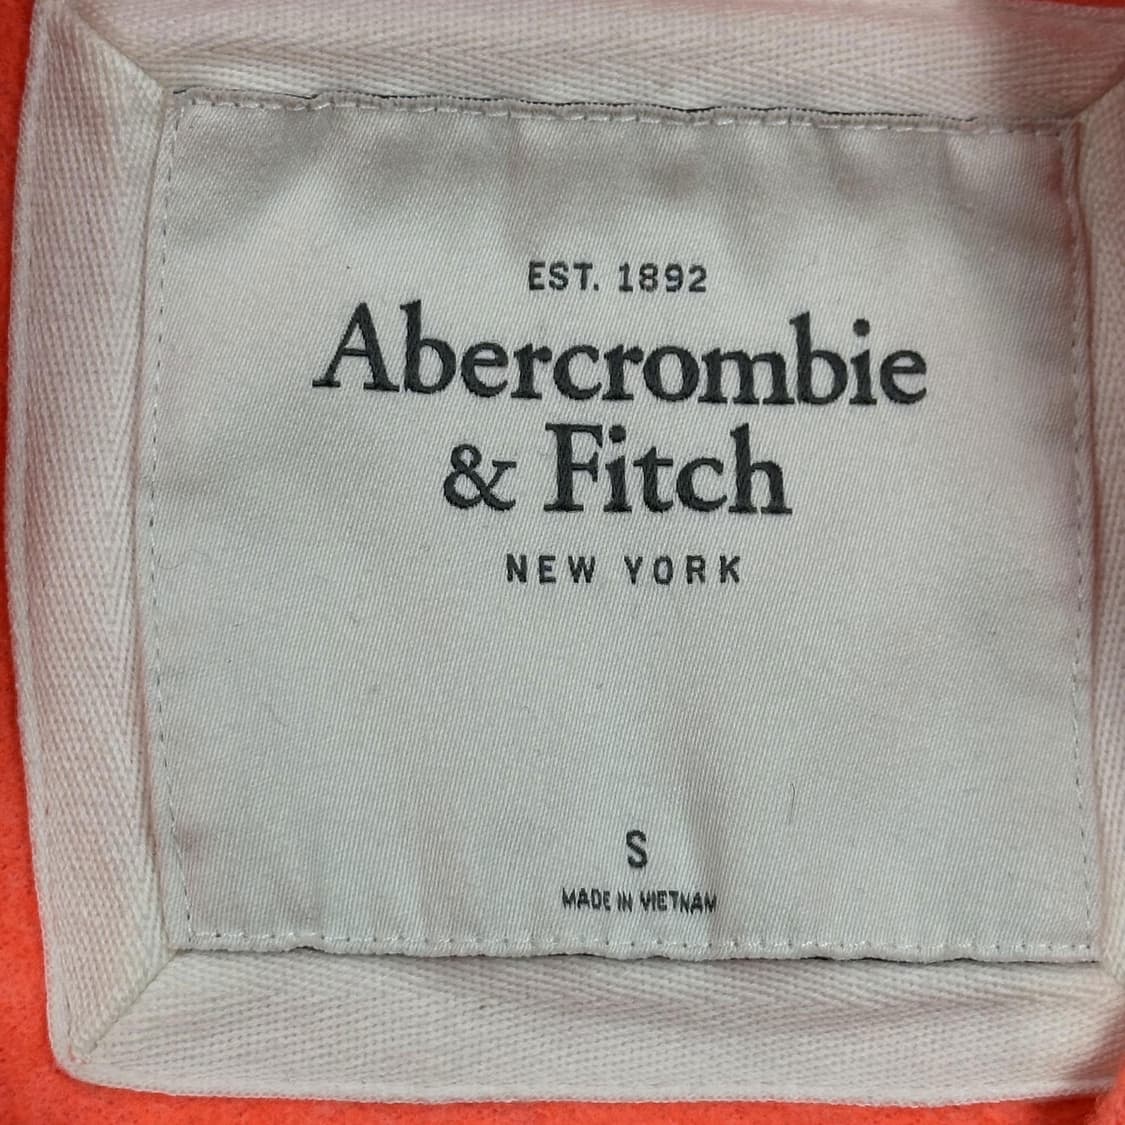 EST. 1892
Abercrombie
& Fitch
NEW YORK
S
MADE IN VIETNAM